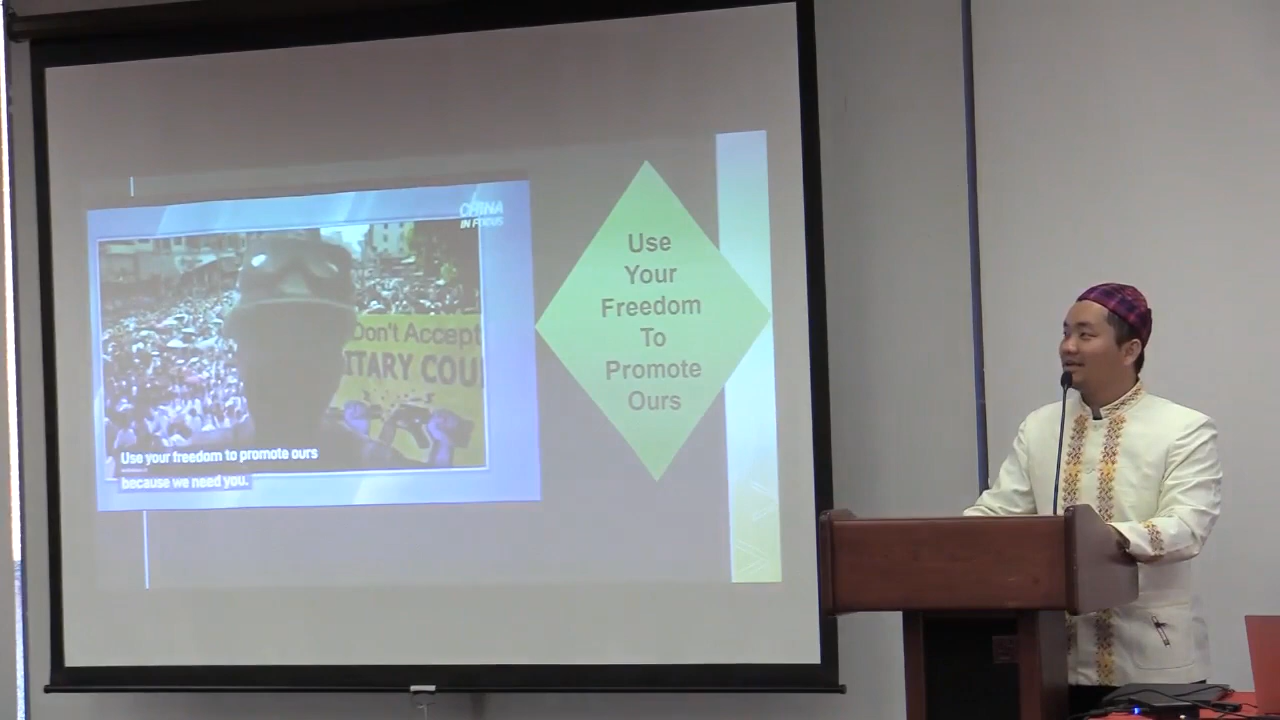 CHINA
IN FOCUS
Don't Accept
ITARY COU
Use your freedom to promote ours
because we need you.
Use
Your
Freedom
To
Promote
Ours